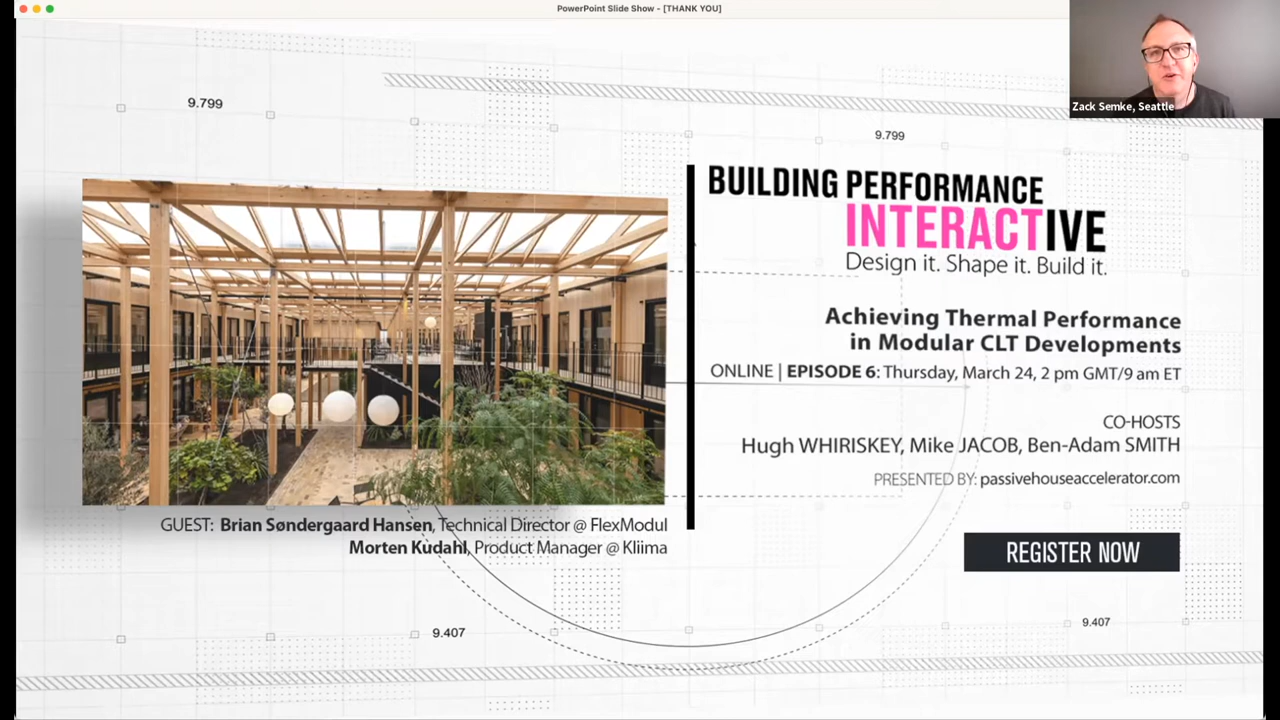 PowerPoint Slide Show - [THANK YOU]
Zack Semke, Seattle
9.799
9.799
BUILDING PERFORMANCE
INTERACTIVE
Design it. Shape it. Build it.
Achieving Thermal Performance
in Modular CLT Developments
ONLINE | EPISODE 6: Thursday, March 24, 2 pm GMT/9 am ET
CO-HOSTS
Hugh WHIRISKEY, Mike JACOB, Ben-Adam SMITH
PRESENTED BY: passivehouseaccelerator.com
GUEST: Brian Søndergaard Hansen, Technical Director @ FlexModul
Morten Kudahl, Product Manager @ Kliima
REGISTER NOW
9.407
9.407